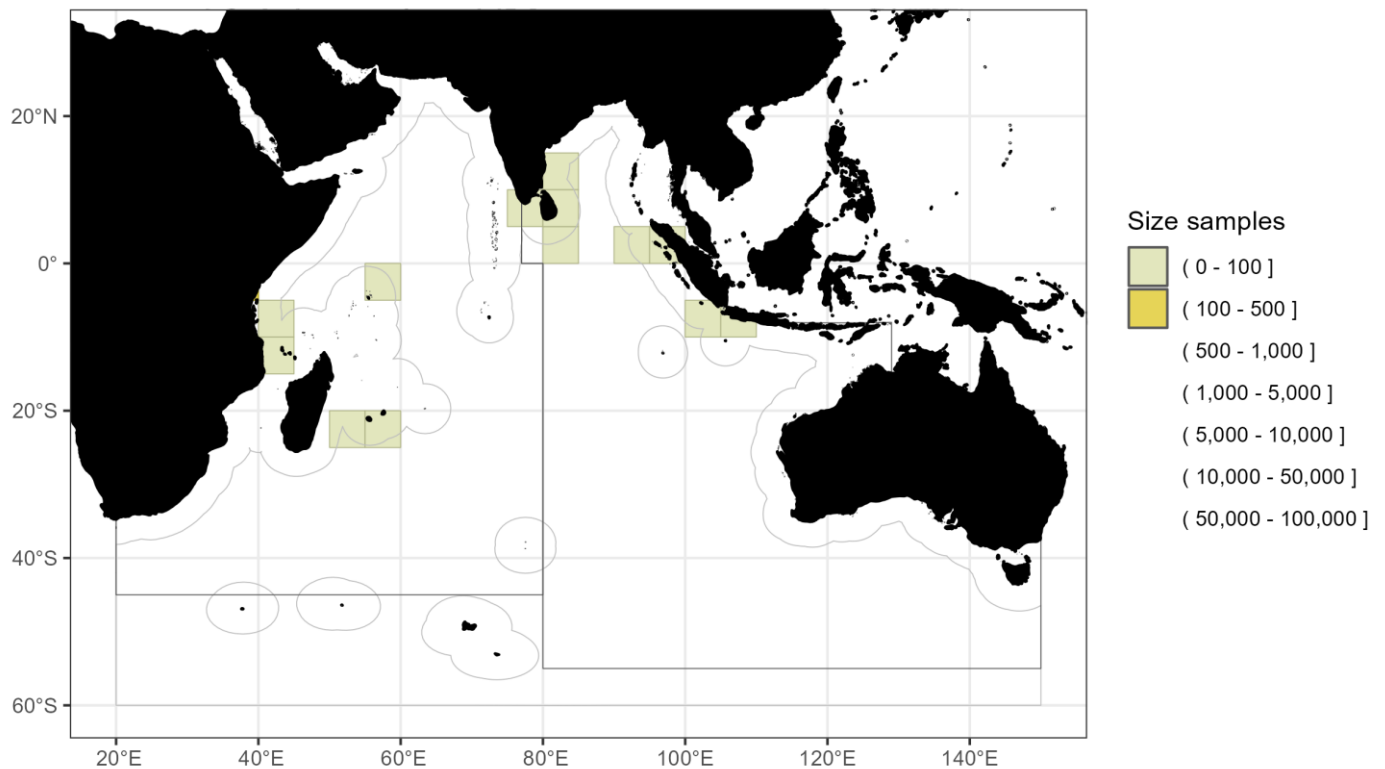 20°N
0°
20°S
40°S
60°S
20°E
40°E
60°E
80°E
100°E
120°E
140°E
Size samples
( 0 - 100 ]
( 100 - 500 ]
( 500 - 1,000 ]
( 1,000 - 5,000 ]
( 5,000 - 10,000 ]
( 10,000 - 50,000 ]
( 50,000 - 100,000 ]